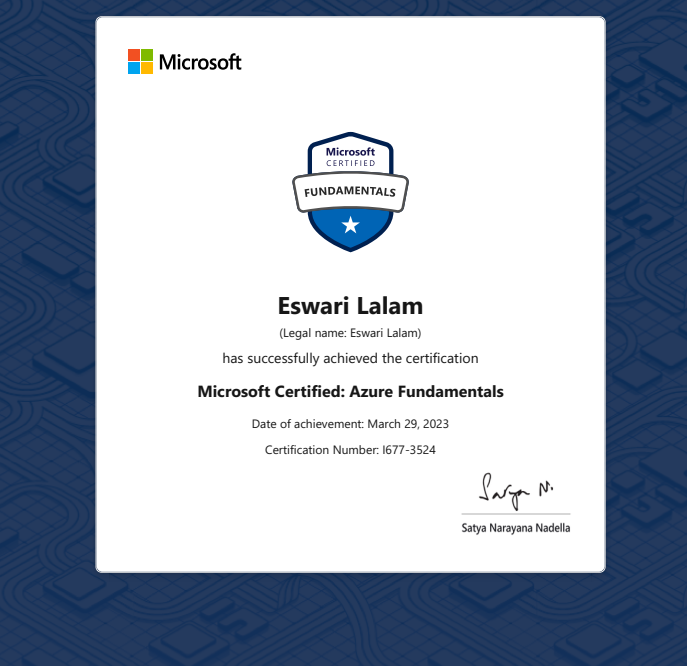 Microsoft
Microsoft
CERTIFIED
FUNDAMENTALS
Eswari Lalam
(Legal name: Eswari Lalam)
has successfully achieved the certification
Microsoft Certified: Azure Fundamentals
Date of achievement: March 29, 2023
Certification Number: I677-3524
Satya N.
Satya Narayana Nadella